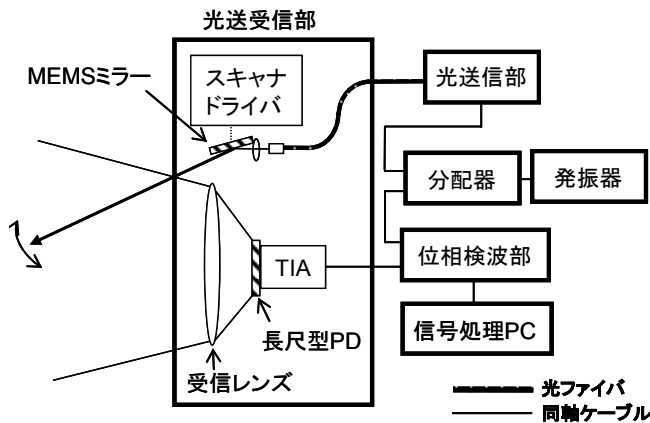 光送受信部
MEMSミラー
スキャナ
ドライバ
光送信部
分配器
発振器
位相検波部
TIA
長尺型PD
信号処理PC
受信レンズ
光ファイバ
同軸ケーブル